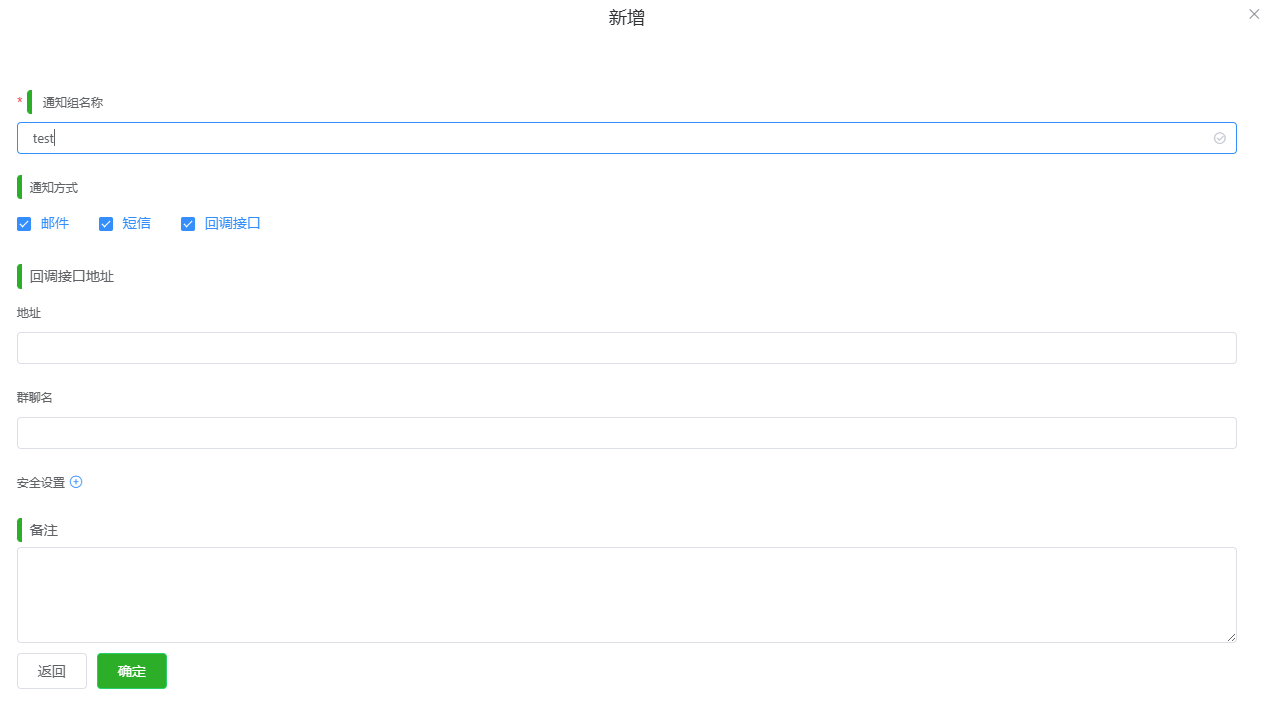 新增
* 通知组名称
test
通知方式
邮件 短信 回调接口
回调接口地址
地址
群聊名
安全设置
备注
返回 确定